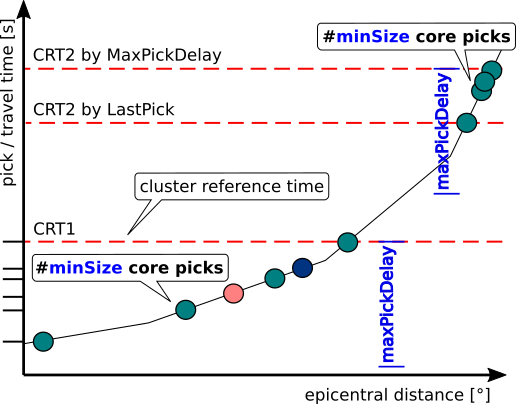 pick / travel time [s]
#minSize core picks
CRT2 by MaxPickDelay
CRT2 by LastPick
|maxPickDelay|
cluster reference time
CRT1
#minSize core picks
|maxPickDelay|
epicentral distance [°]